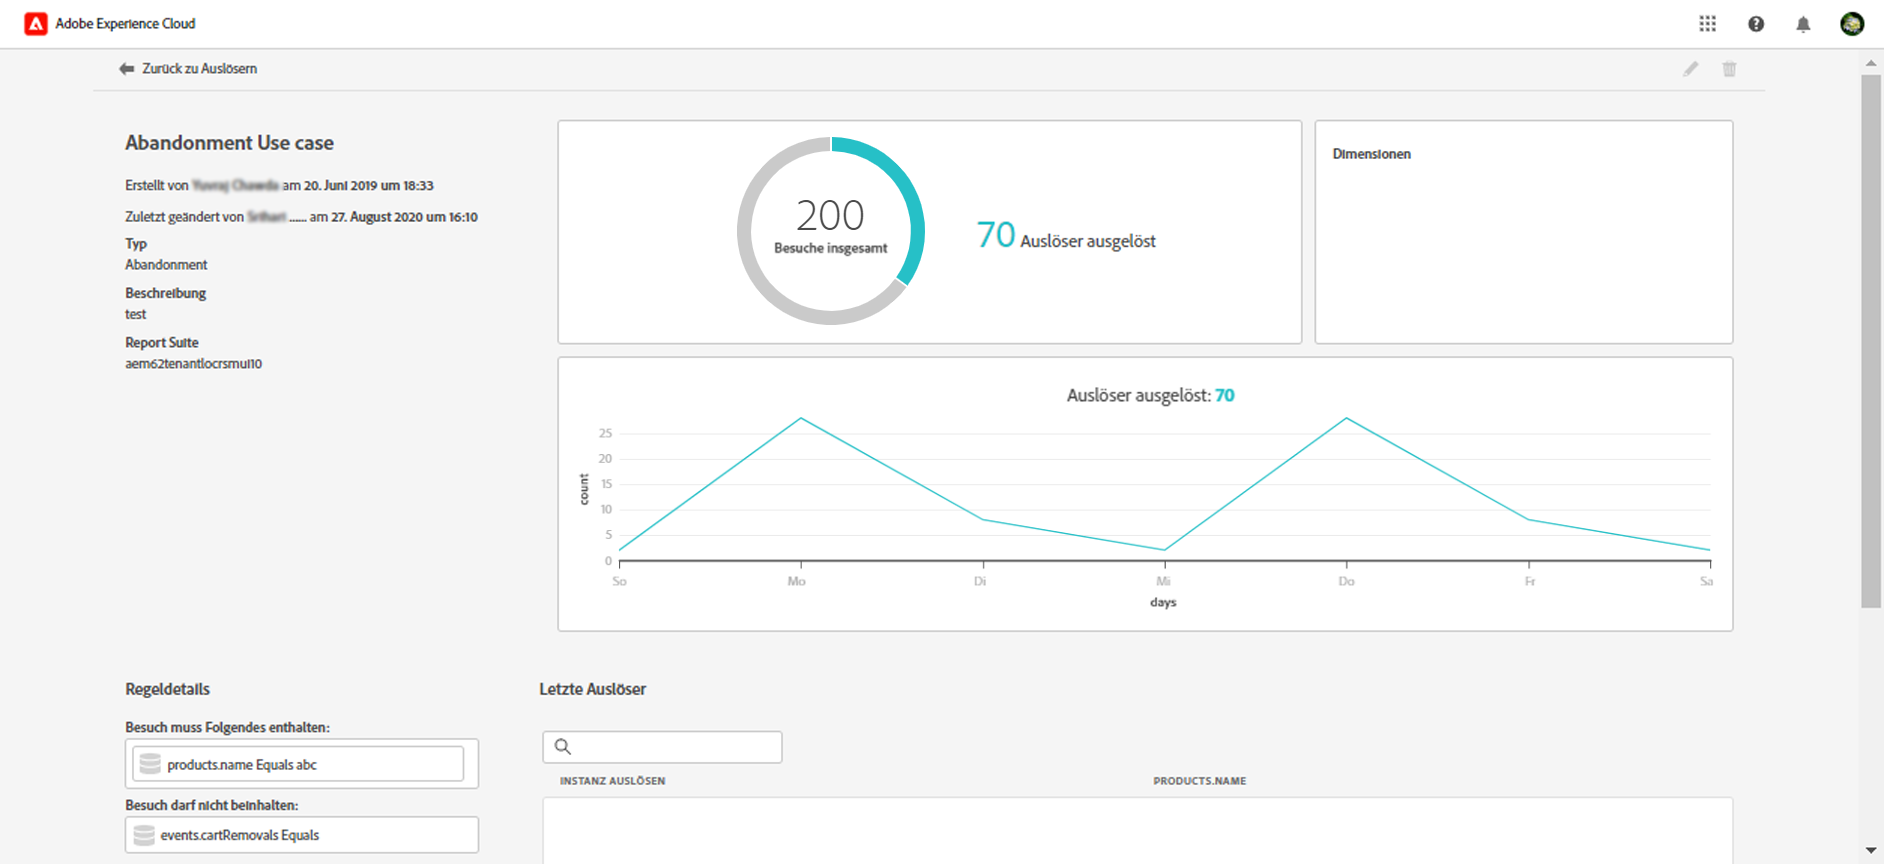 Adobe Experience Cloud
Zurück zu Auslösern
Abandonment Use case
Erstellt von am 20. Juni 2019 um 18:33
Zuletzt geändert von ...... am 27. August 2020 um 16:10
Typ
Abandonment
Beschreibung
test
Report Suite
aem62tenantlocrsmul10
200
Besuche insgesamt
70 Auslöser ausgelöst
Dimensionen
Auslöser ausgelöst: 70
25
20
15
10
5
0
count
So Mo Di Mi Do Fr Sa
days
Regeldetails
Besuch muss Folgendes enthalten:
products.name Equals abc
Besuch darf nicht beinhalten:
events.cartRemovals Equals
Letzte Auslöser
INSTANZ AUSLÖSEN PRODUCTS.NAME